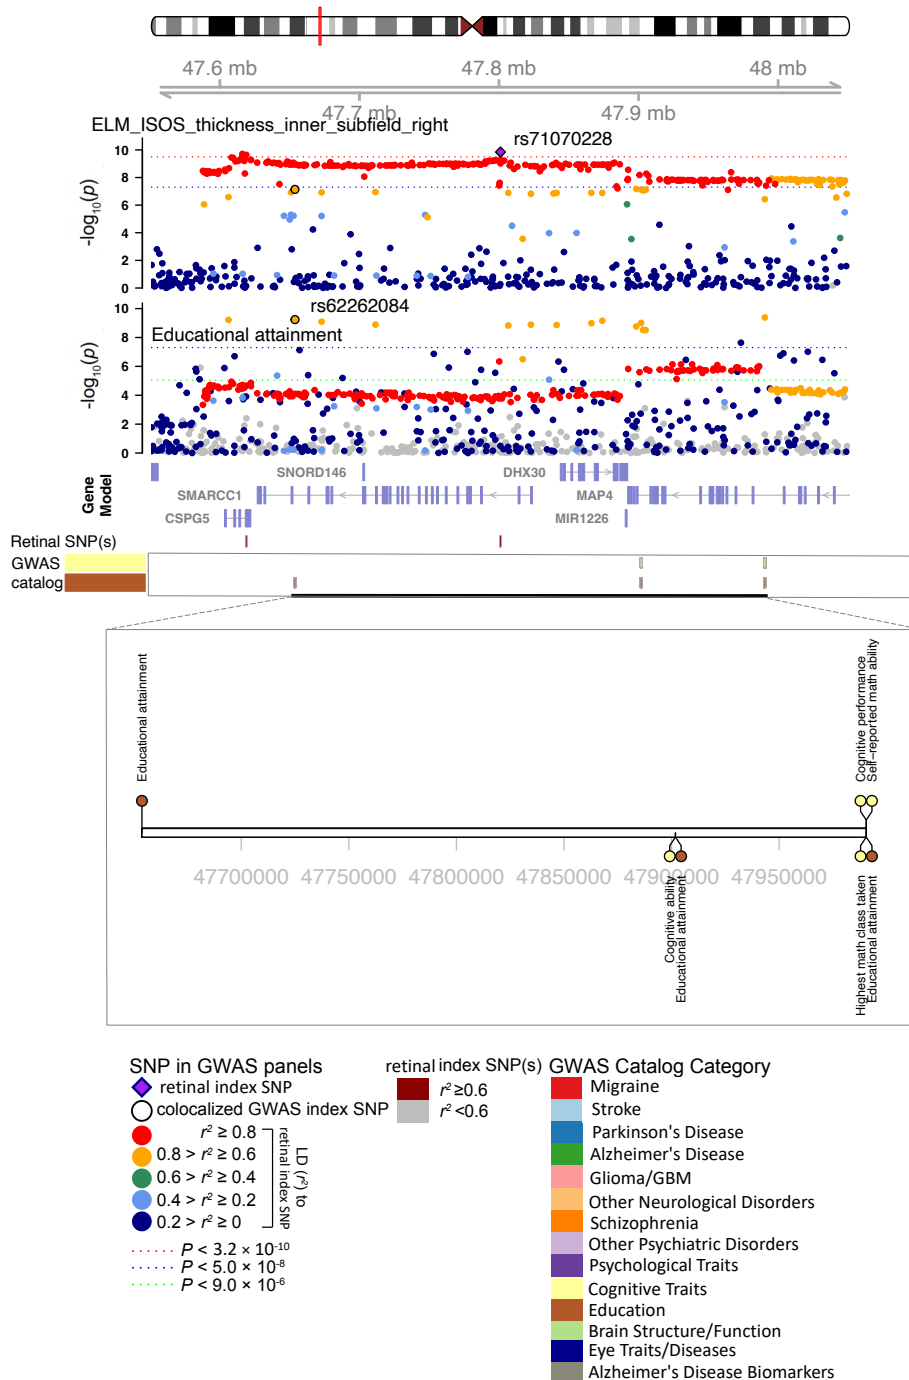 47.6 mb 47.8 mb 48 mb
47.7 mb 47.9 mb
ELM_ISOS_thickness_inner_subfield_right
rs71070228
-log10(p)
10
8
6
4
2
0
rs62262084
Educational attainment
-log10(p)
10
8
6
4
2
0
Gene Model
SNORD146 DHX30
SMARCC1 MAP4
CSPG5 MIR1226
Retinal SNP(s)
GWAS
catalog
Educational attainment
Cognitive performance
Self−reported math ability
47700000 47750000 47800000 47850000 47900000 47950000
Cognitive ability
Educational attainment
Highest math class taken
Educational attainment
SNP in GWAS panels
retinal index SNP
colocalized GWAS index SNP
r² ≥ 0.8
0.8 > r² ≥ 0.6
0.6 > r² ≥ 0.4
0.4 > r² ≥ 0.2
0.2 > r² ≥ 0
LD (r²) to
retinal index SNP
P < 3.2 × 10⁻¹⁰
P < 5.0 × 10⁻⁸
P < 9.0 × 10⁻⁶
retinal index SNP(s)
r² ≥0.6
r² <0.6
GWAS Catalog Category
Migraine
Stroke
Parkinson's Disease
Alzheimer's Disease
Glioma/GBM
Other Neurological Disorders
Schizophrenia
Other Psychiatric Disorders
Psychological Traits
Cognitive Traits
Education
Brain Structure/Function
Eye Traits/Diseases
Alzheimer's Disease Biomarkers